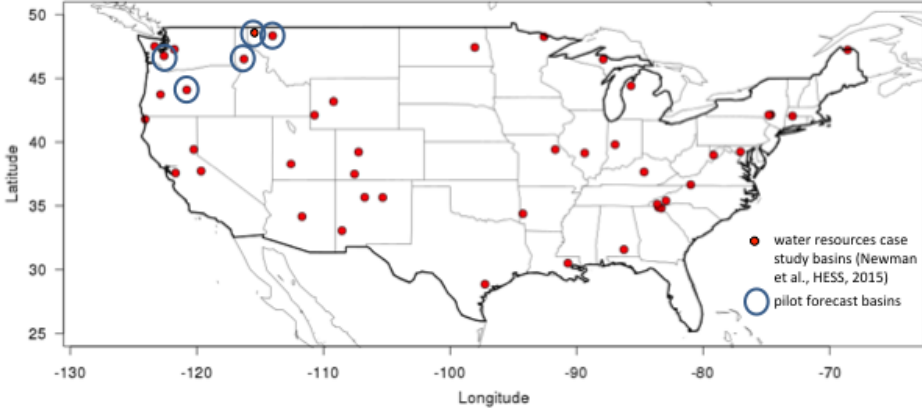 50
45
40
35
30
25
Latitude
-130
-120
-110
-100
-90
-80
-70
Longitude
water resources case
study basins (Newman
et al., HESS, 2015)
pilot forecast basins